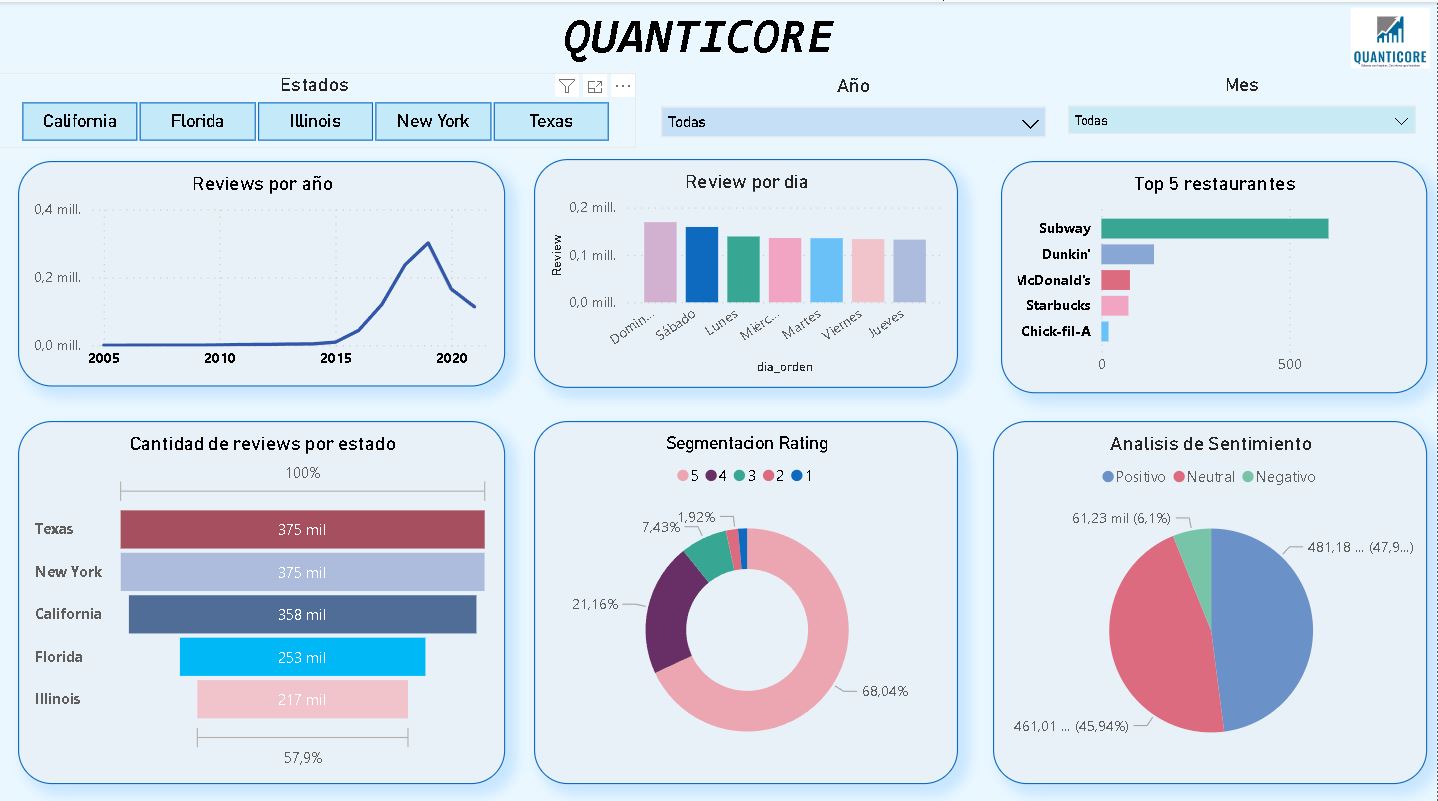 QUANTICORE
QUANTICORE
Estados
Año
Mes
California
Florida
Illinois
New York
Texas
Todas
Todas
Reviews por año
0,4 mill.
0,2 mill.
0,0 mill.
2005
2010
2015
2020
Review por dia
Review
0,2 mill.
0,1 mill.
0,0 mill.
Domin...
Sábado
Lunes
Miérc...
Martes
Viernes
Jueves
dia_orden
Top 5 restaurantes
Subway
Dunkin'
McDonald's
Starbucks
Chick-fil-A
0
500
Cantidad de reviews por estado
100%
Texas
375 mil
New York
375 mil
California
358 mil
Florida
253 mil
Illinois
217 mil
57,9%
Segmentacion Rating
5
4
3
2
1
1,92%
7,43%
21,16%
68,04%
Analisis de Sentimiento
Positivo
Neutral
Negativo
61,23 mil (6,1%)
481,18 ... (47,9...)
461,01 ... (45,94%)